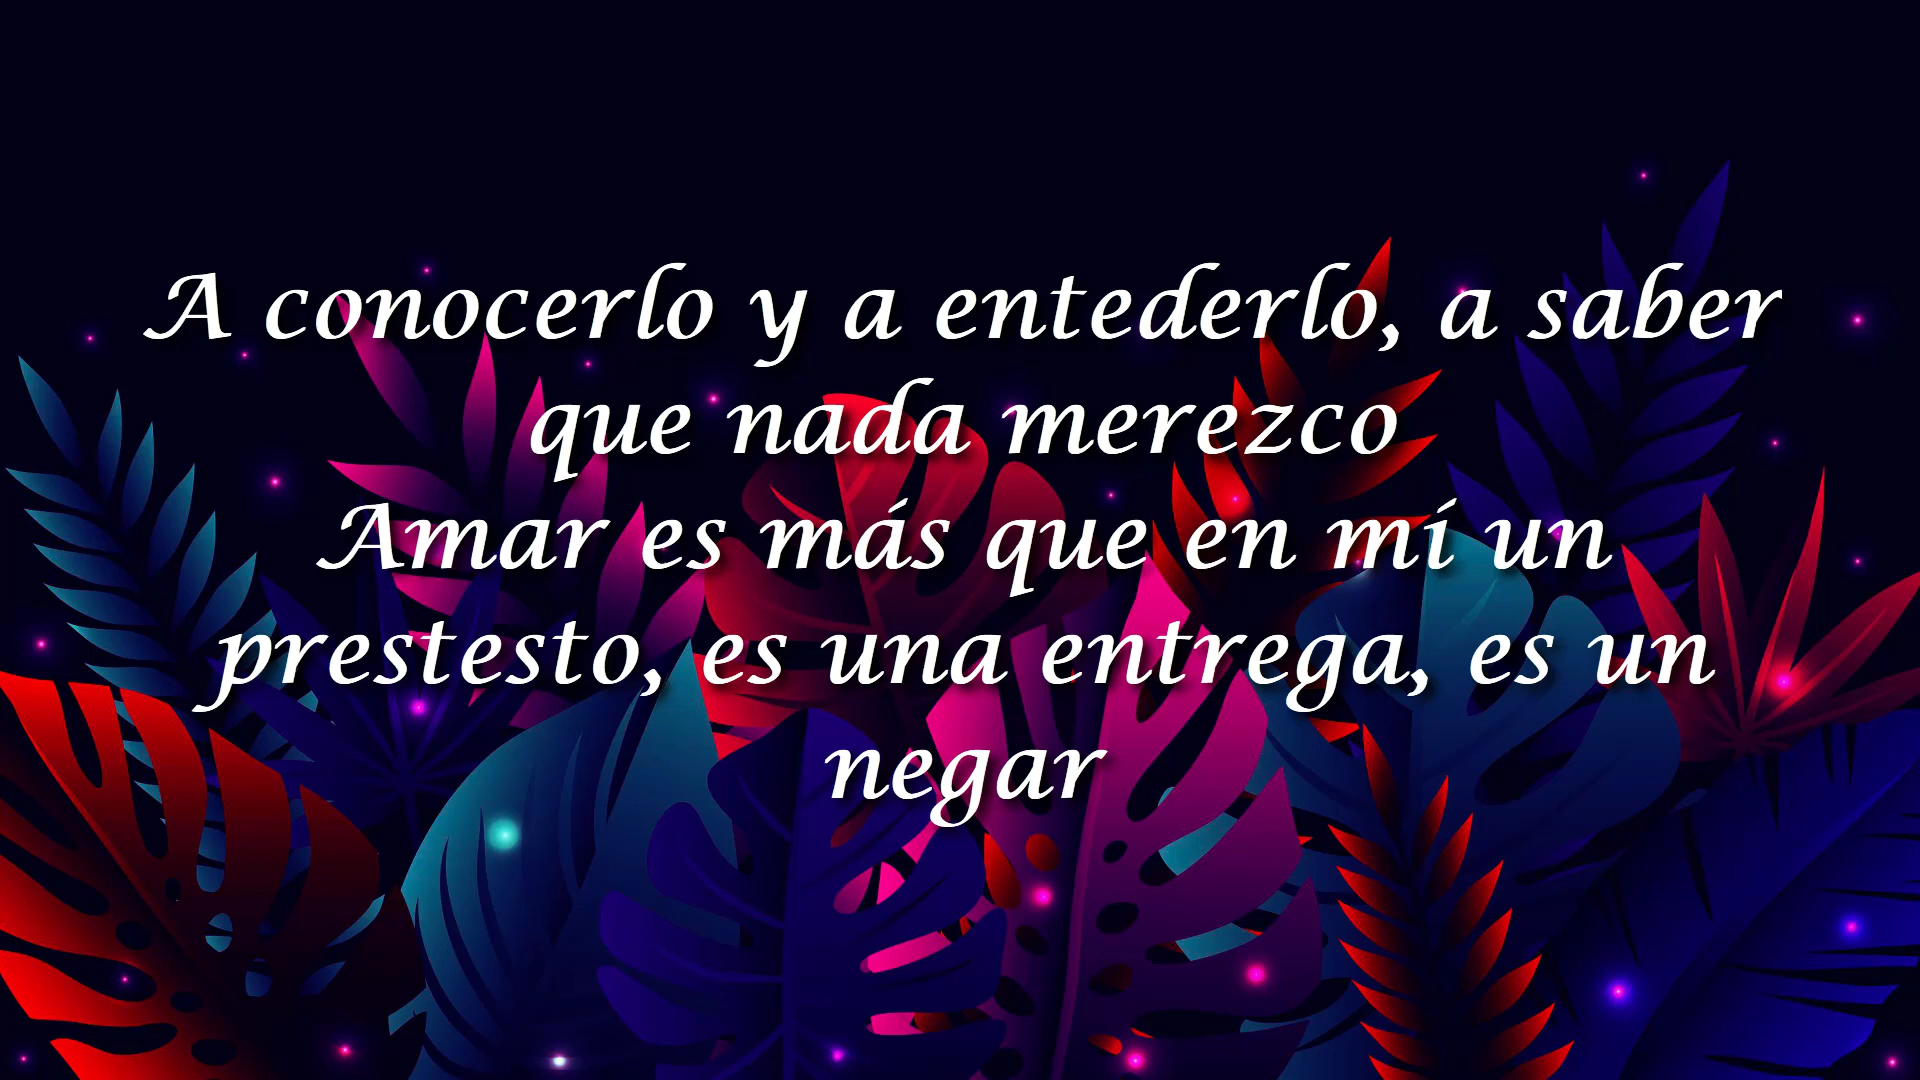 A conocerlo y a entederlo, a saber
que nada merezco
Amar es más que en mí un
prestesto, es una entrega, es un
negar